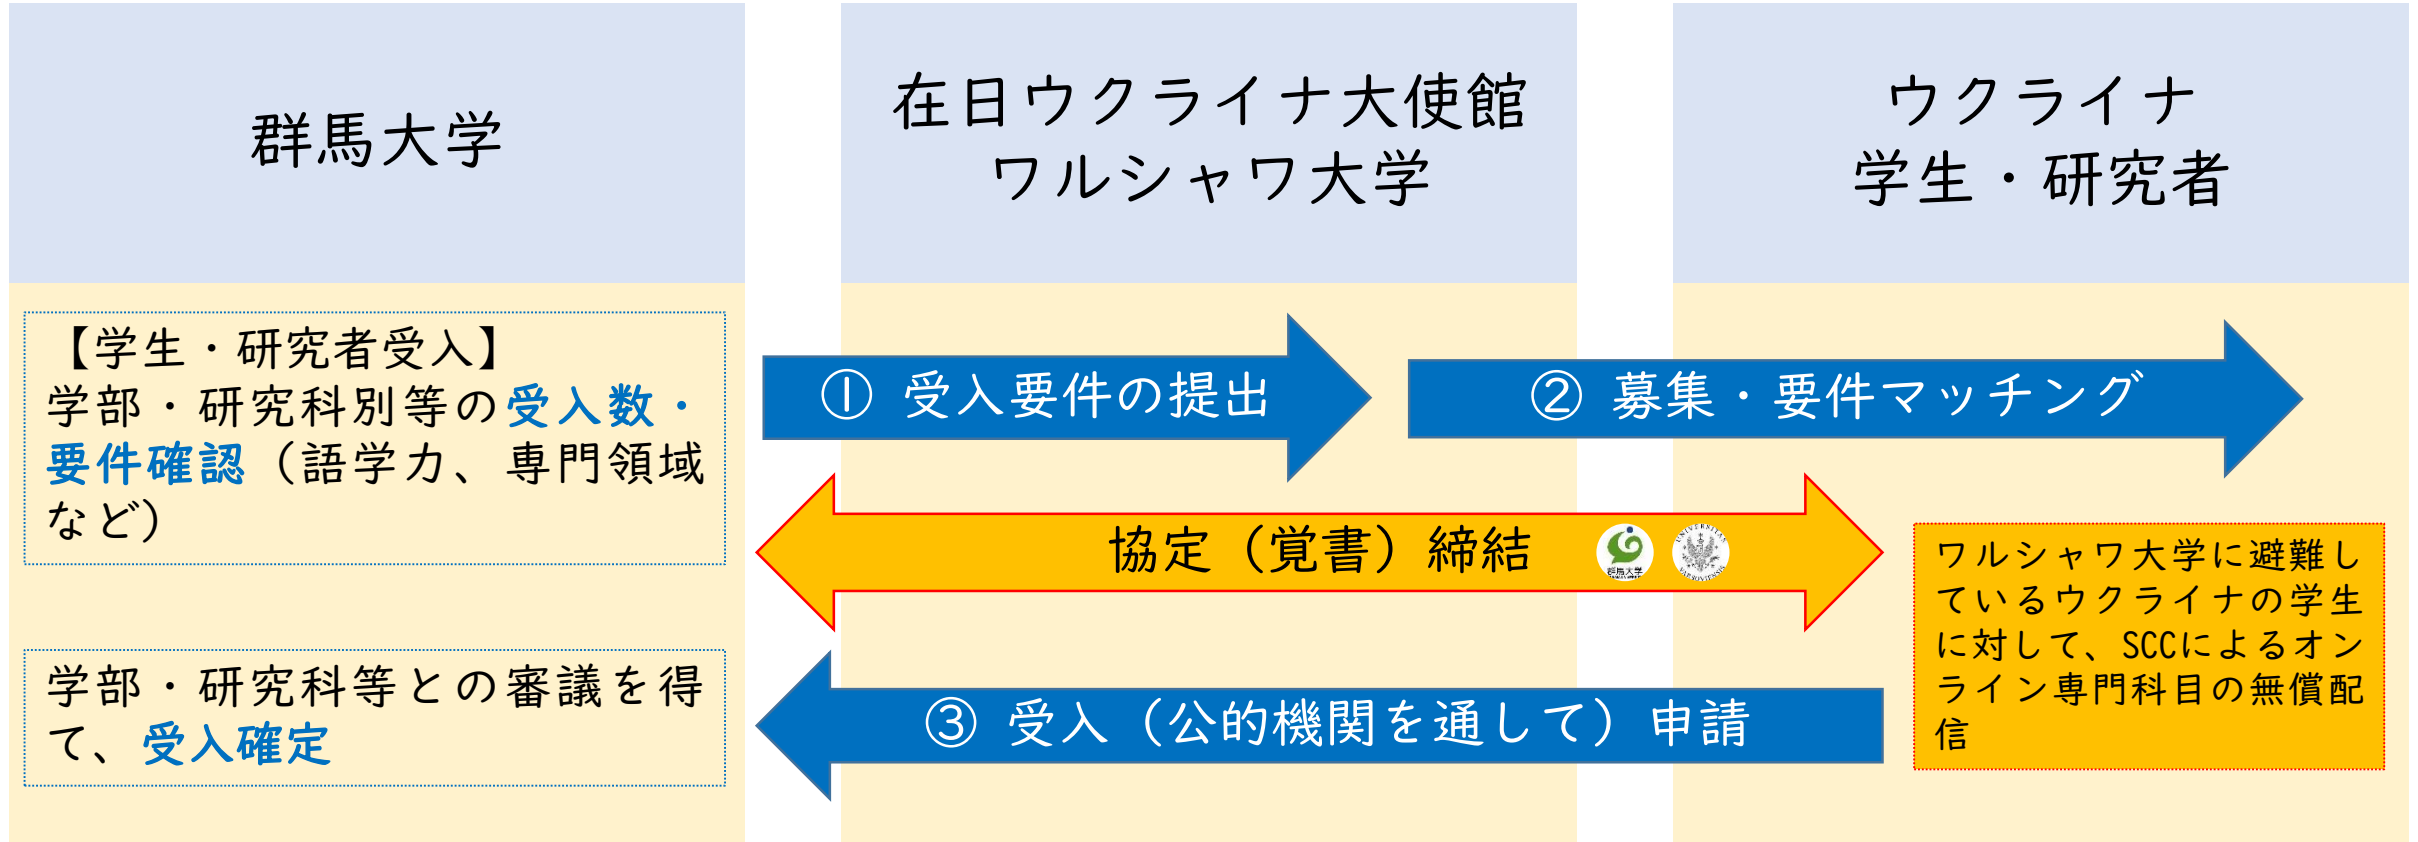 群馬大学
在日ウクライナ大使館
ワルシャワ大学
ウクライナ
学生・研究者
【学生・研究者受入】
学部・研究科別等の受入数・
要件確認（語学力、専門領域
など）
① 受入要件の提出
② 募集・要件マッチング
協定（覚書）締結
群馬大学
UNIVERSITAS
VARSOVIENSIS
ワルシャワ大学に避難し
ているウクライナの学生
に対して、SCCによるオン
ライン専門科目の無償配
信
学部・研究科等との審議を得
て、受入確定
③ 受入（公的機関を通して）申請